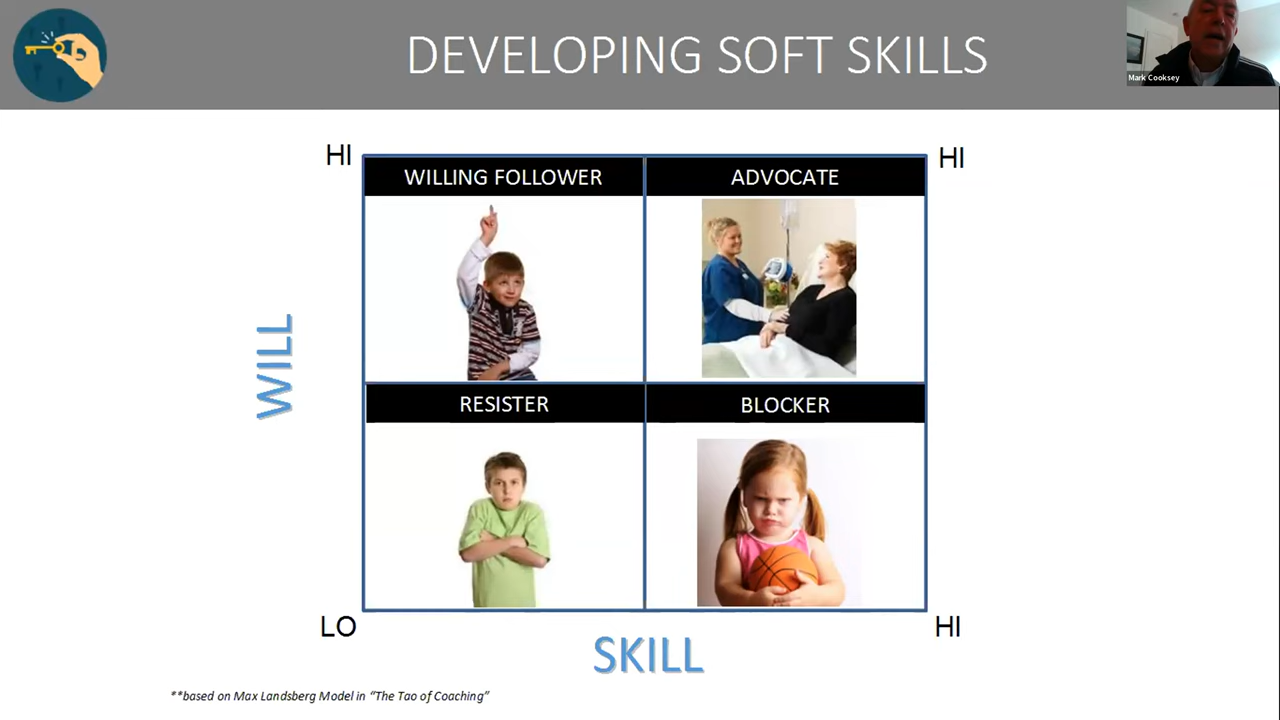 DEVELOPING SOFT SKILLS
Mark Cooksey
HI
HI
WILLING FOLLOWER
ADVOCATE
WILL
RESISTER
BLOCKER
LO
HI
SKILL
**based on Max Landsberg Model in “The Tao of Coaching”